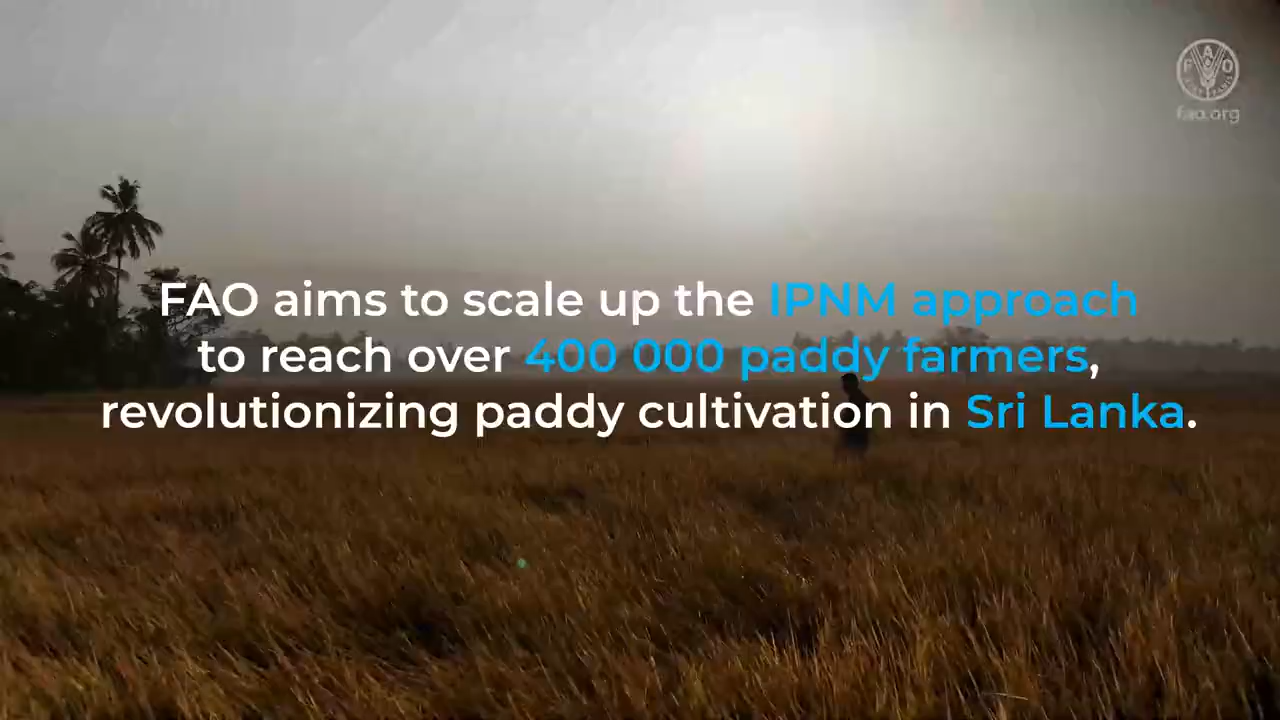 FAO
fao.org
FAO aims to scale up the IPNM approach
to reach over 400 000 paddy farmers,
revolutionizing paddy cultivation in Sri Lanka.